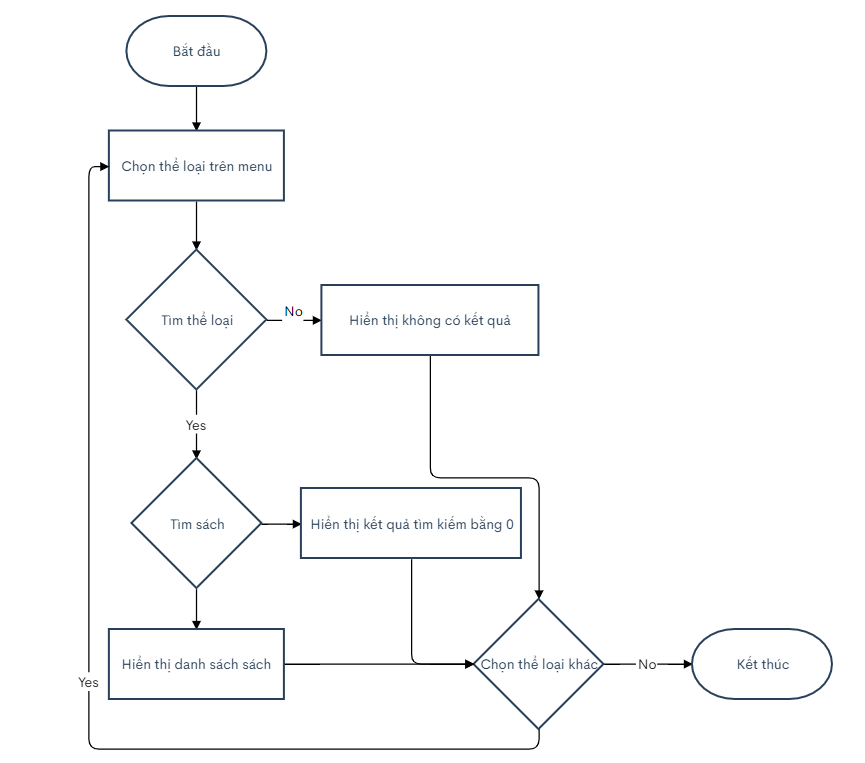 Bắt đầu
Chọn thể loại trên menu
Tìm thể loại
No
Hiển thị không có kết quả
Yes
Tìm sách
Hiển thị kết quả tìm kiếm bằng 0
Hiển thị danh sách sách
Chọn thể loại khác
No
Kết thúc
Yes